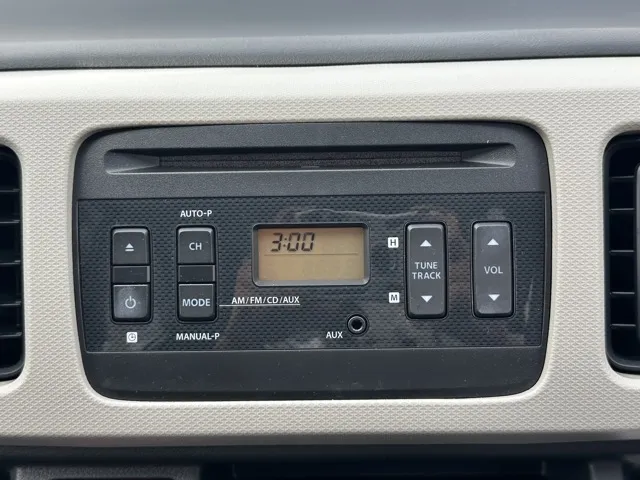 AUTO-P
CH
3:00
H
TUNE
TRACK
VOL
MODE
AM/FM/CD/AUX
M
MANUAL-P
AUX